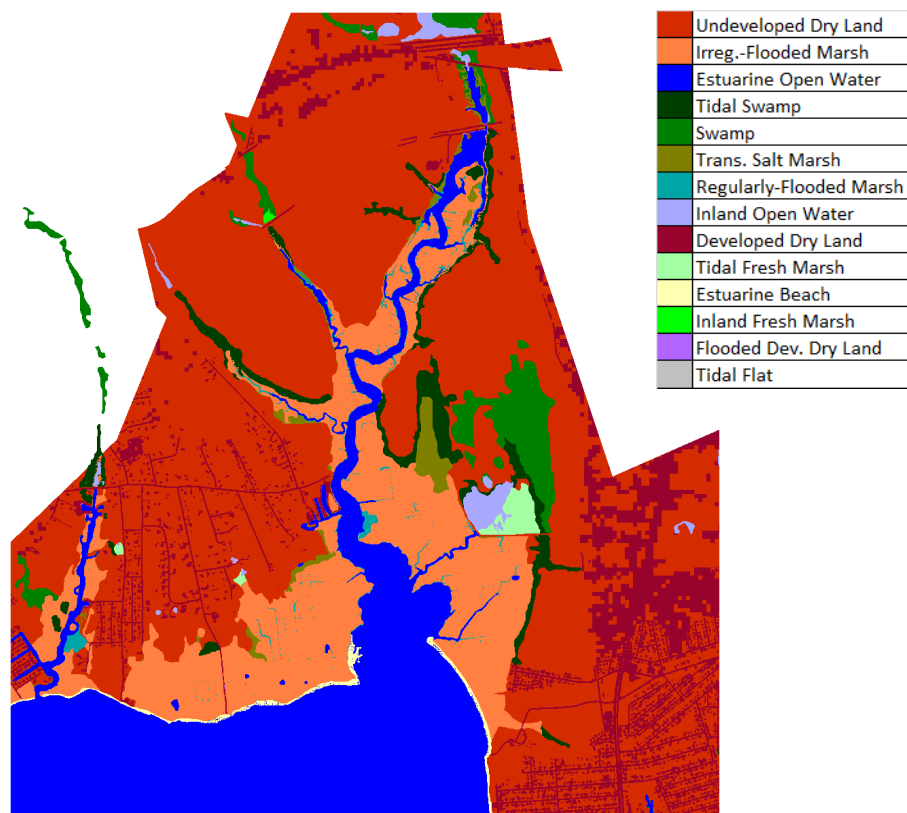 Undeveloped Dry Land
Irreg.-Flooded Marsh
Estuarine Open Water
Tidal Swamp
Swamp
Trans. Salt Marsh
Regularly-Flooded Marsh
Inland Open Water
Developed Dry Land
Tidal Fresh Marsh
Estuarine Beach
Inland Fresh Marsh
Flooded Dev. Dry Land
Tidal Flat